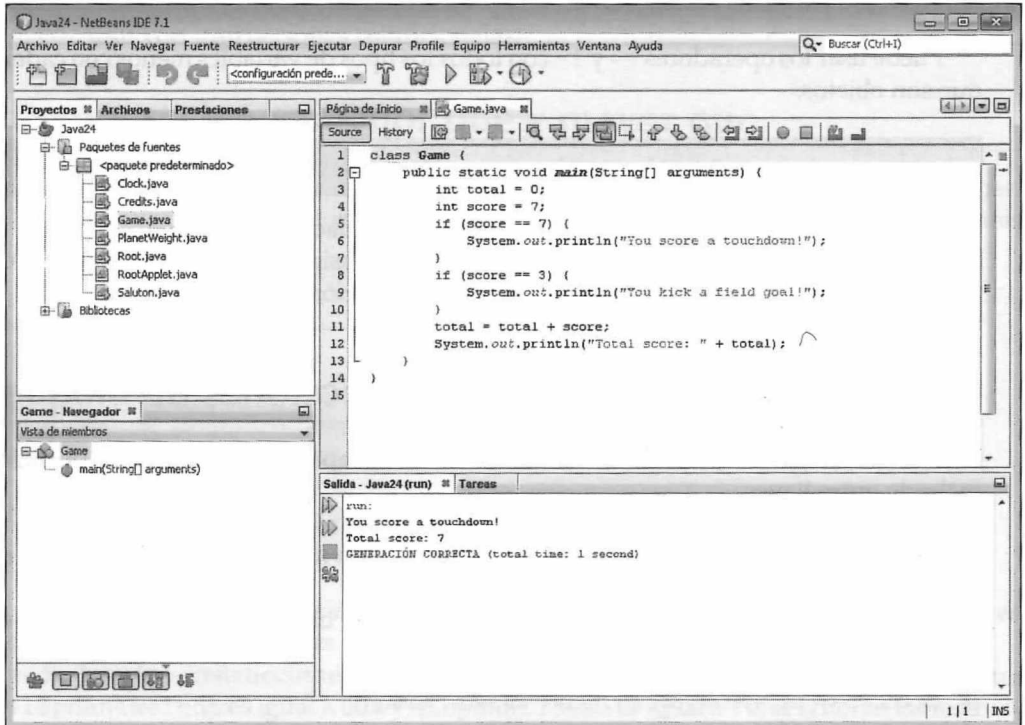 Java24 - NetBeans IDE 7.1
Archivo Editar Ver Navegar Fuente Reestructurar Ejecutar Depurar Profile Equipo Herramientas Ventana Ayuda
Buscar (Ctrl+I)
<configuración prede...
Proyectos Archivos Prestaciones
Java24
Paquetes de fuentes
<paquete predeterminado>
Clock.java
Credits.java
Game.java
PlanetWeight.java
Root.java
RootApplet.java
Saluton.java
Bibliotecas
Game - Navegador
Vista de miembros
Game
main(String[] arguments)
Página de Inicio Game.java
Source History
1 class Game {
2 public static void main(String[] arguments) {
3 int total = 0;
4 int score = 7;
5 if (score == 7) {
6 System.out.println("You score a touchdown!");
7 }
8 if (score == 3) {
9 System.out.println("You kick a field goal!");
10 }
11 total = total + score;
12 System.out.println("Total score: " + total);
13 }
14 }
15
Salida - Java24 (run) Tareas
run:
You score a touchdown!
Total score: 7
GENERACIÓN CORRECTA (total time: 1 second)
1|1 INS